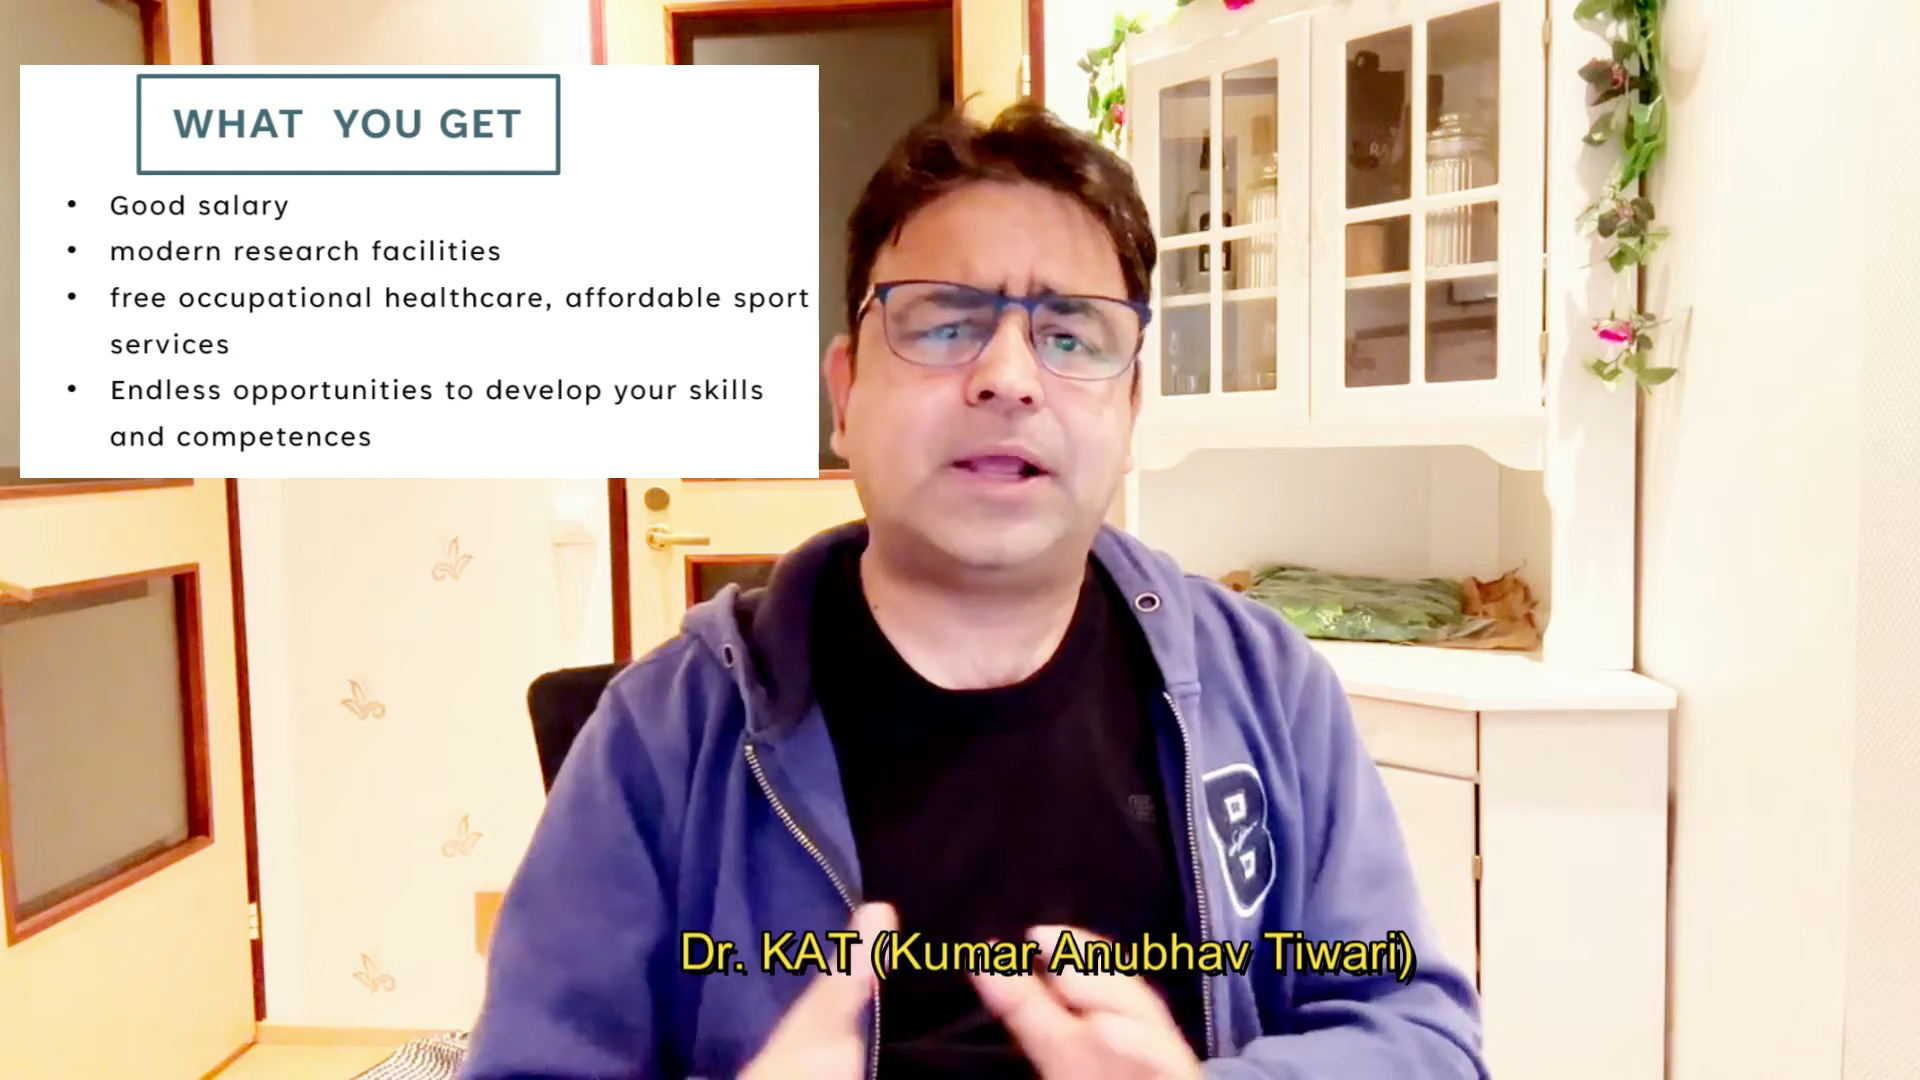 WHAT YOU GET
• Good salary
• modern research facilities
• free occupational healthcare, affordable sport
services
• Endless opportunities to develop your skills
and competences
Dr. KAT (Kumar Anubhav Tiwari)